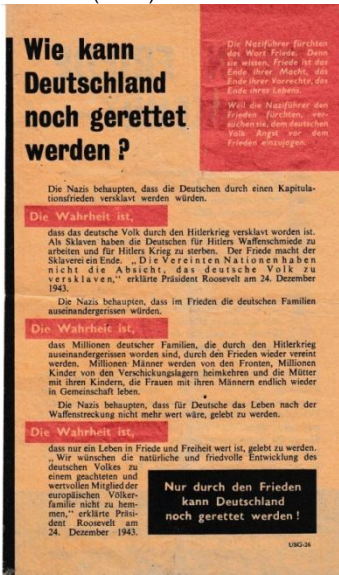 Wie kann
Deutschland
noch gerettet
werden ?
Die Naziführer fürchten
das Wort Friede. Denn
sie wissen, Friede ist das
Ende ihrer Macht, das
Ende ihrer Vorrechte, das
Ende ihres Lebens.
Weil die Naziführer den
Frieden fürchten, ver-
suchen sie, dem deutschen
Volk Angst vor dem
Frieden einzujagen.
Die Nazis behaupten, dass die Deutschen durch einen Kapitula-
tionsfrieden versklavt werden würden.
Die Wahrheit ist,
dass das deutsche Volk durch den Hitlerkrieg versklavt worden ist.
Als Sklaven haben die Deutschen für Hitlers Waffenschmiede zu
arbeiten und für Hitlers Krieg zu sterben. Der Friede macht der
Sklaverei ein Ende. „Die Vereinten Nationen haben
nicht die Absicht, das deutsche Volk zu
versklaven,“ erklärte Präsident Roosevelt am 24. Dezember
1943.
Die Nazis behaupten, dass im Frieden die deutschen Familien
auseinandergerissen würden.
Die Wahrheit ist,
dass Millionen deutscher Familien, die durch den Hitlerkrieg
auseinandergerissen worden sind, durch den Frieden wieder vereint
werden. Millionen Männer werden von den Fronten, Millionen
Kinder von den Verschickungslagern heimkehren und die Mütter
mit ihren Kindern, die Frauen mit ihren Männern endlich wieder
in Gemeinschaft leben.
Die Nazis behaupten, dass für Deutsche das Leben nach der
Waffenstreckung nicht mehr wert wäre, gelebt zu werden.
Die Wahrheit ist,
dass nur ein Leben in Friede und Freiheit wert ist, gelebt zu werden.
„Wir wünschen die natürliche und friedvolle Entwicklung des
deutschen Volkes zu
einem geachteten und
wertvollen Mitglied der
europäischen Völker-
familie nicht zu hem-
men,“ erklärte Präsi-
dent Roosevelt am
24. Dezember 1943.
Nur durch den Frieden
kann Deutschland
noch gerettet werden !
USG-26